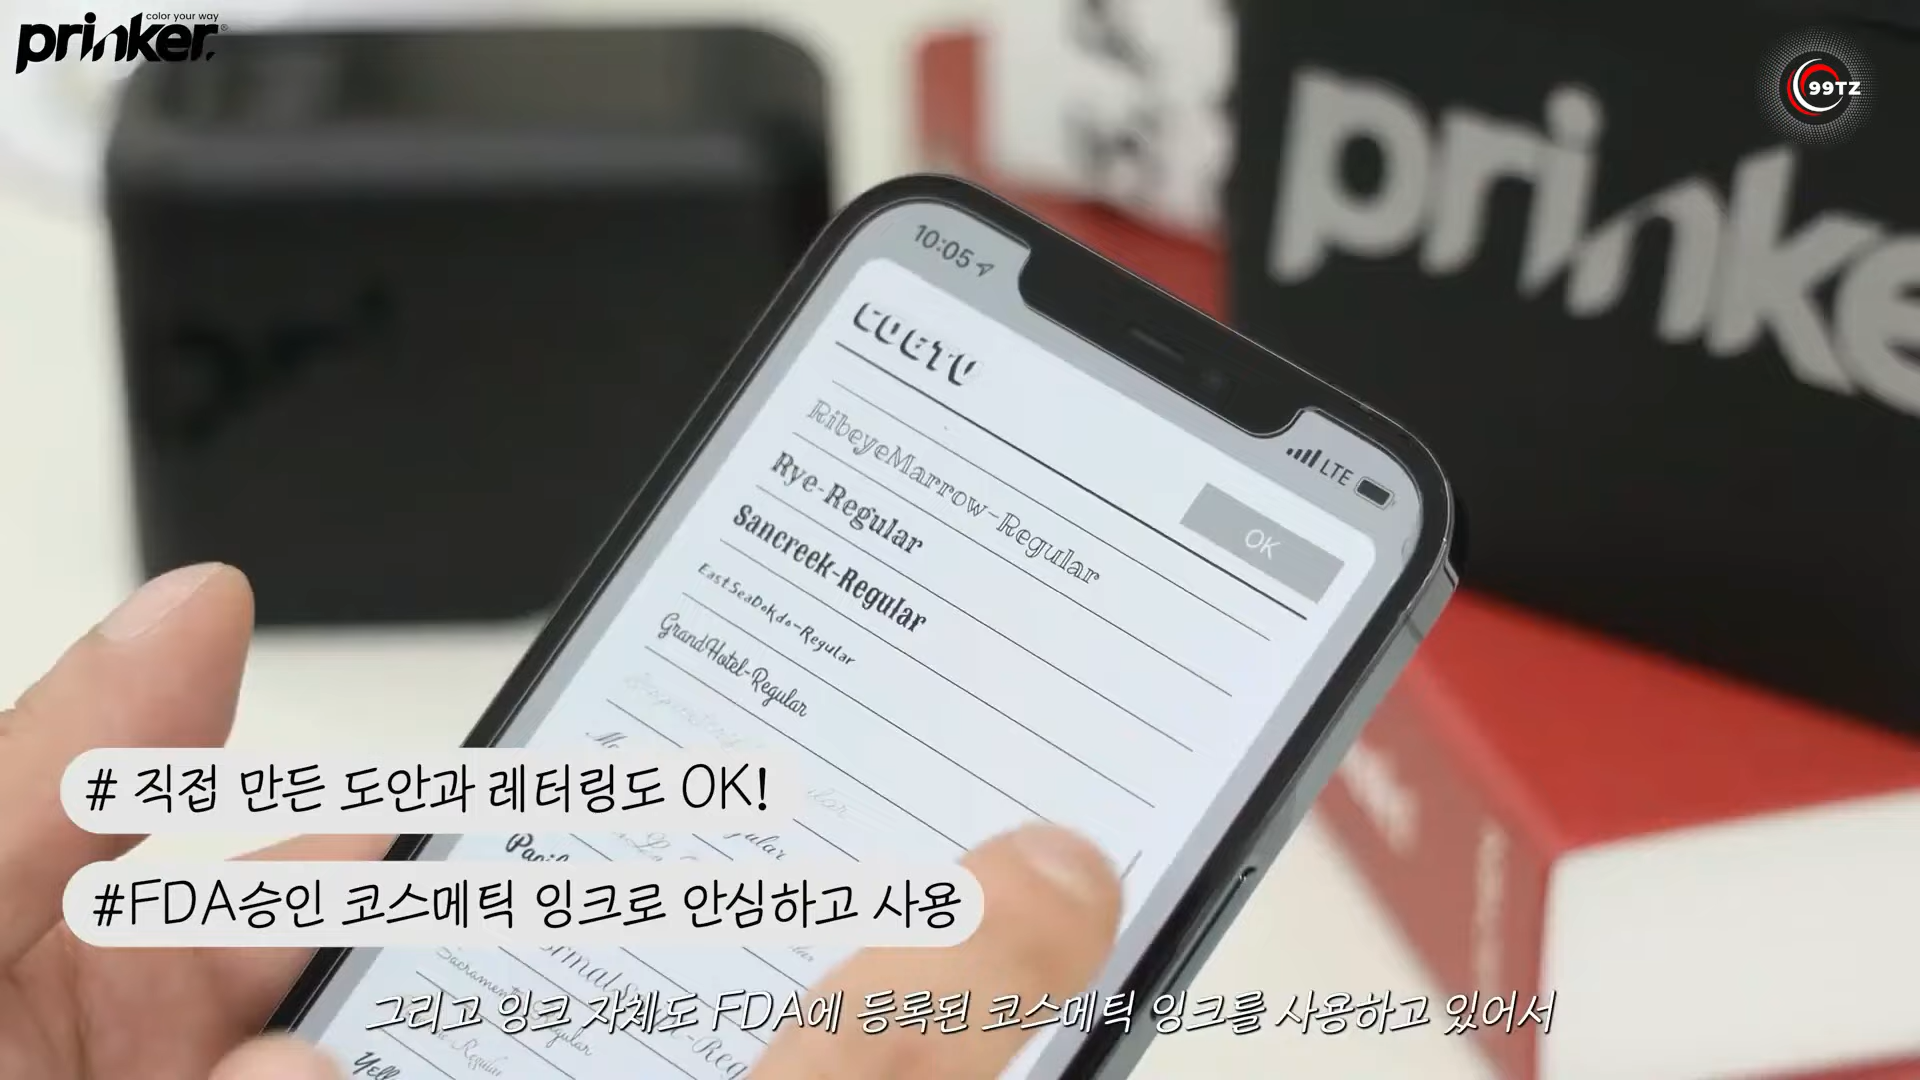 color your way
prinker
99TZ
prinke
10:05
LTE
OK
RibeyeMarrow-Regular
Rye-Regular
Sancreek-Regular
EastSeaDokdo-Regular
GrandHotel-Regular
# 직접 만든 도안과 레터링도 OK!
#FDA승인 코스메틱 잉크로 안심하고 사용
그리고 잉크 자체도 FDA에 등록된 코스메틱 잉크를 사용하고 있어서